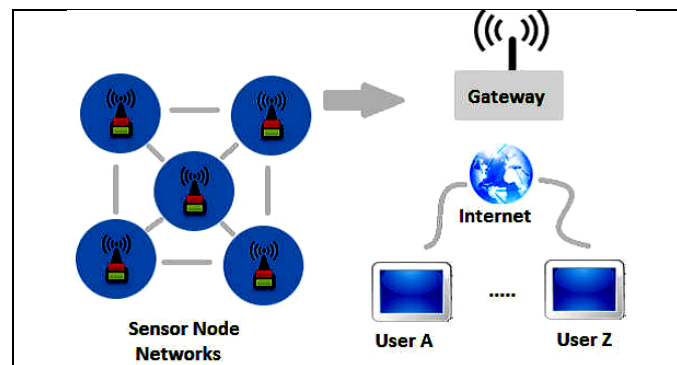 Gateway
Internet
Sensor Node
Networks
User A
.....
User Z